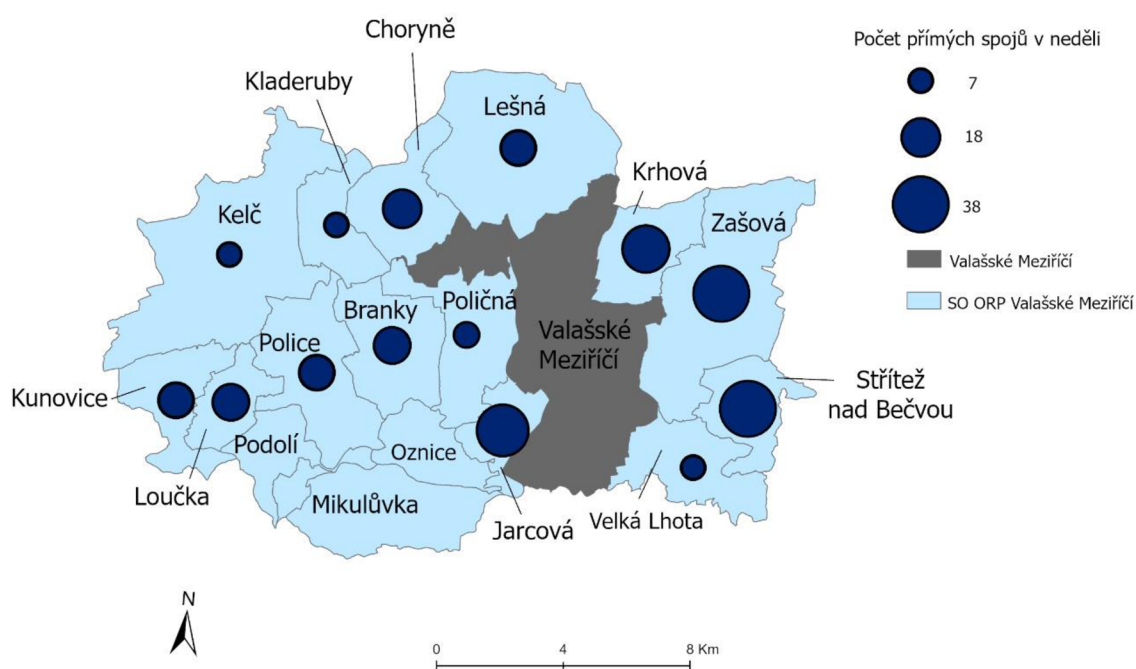 Choryně
Kladeruby
Lešná
Krhová
Kelč
Zašová
Poličná
Branky
Police
Valašské
Meziříčí
Kunovice
Střítež
nad Bečvou
Podolí
Oznice
Loučka
Mikulůvka
Jarcová
Velká Lhota
Počet přímých spojů v neděli
7
18
38
Valašské Meziříčí
SO ORP Valašské Meziříčí
N
0 4 8 Km